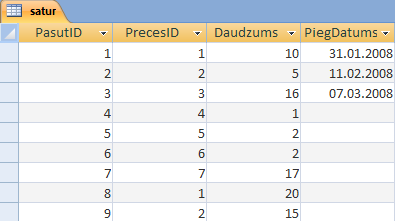 satur
PasutID PrecesID Daudzums PiegDatums
1 1 10 31.01.2008
2 2 5 11.02.2008
3 3 16 07.03.2008
4 4 1
5 5 2
6 6 2
7 7 17
8 1 20
9 2 15